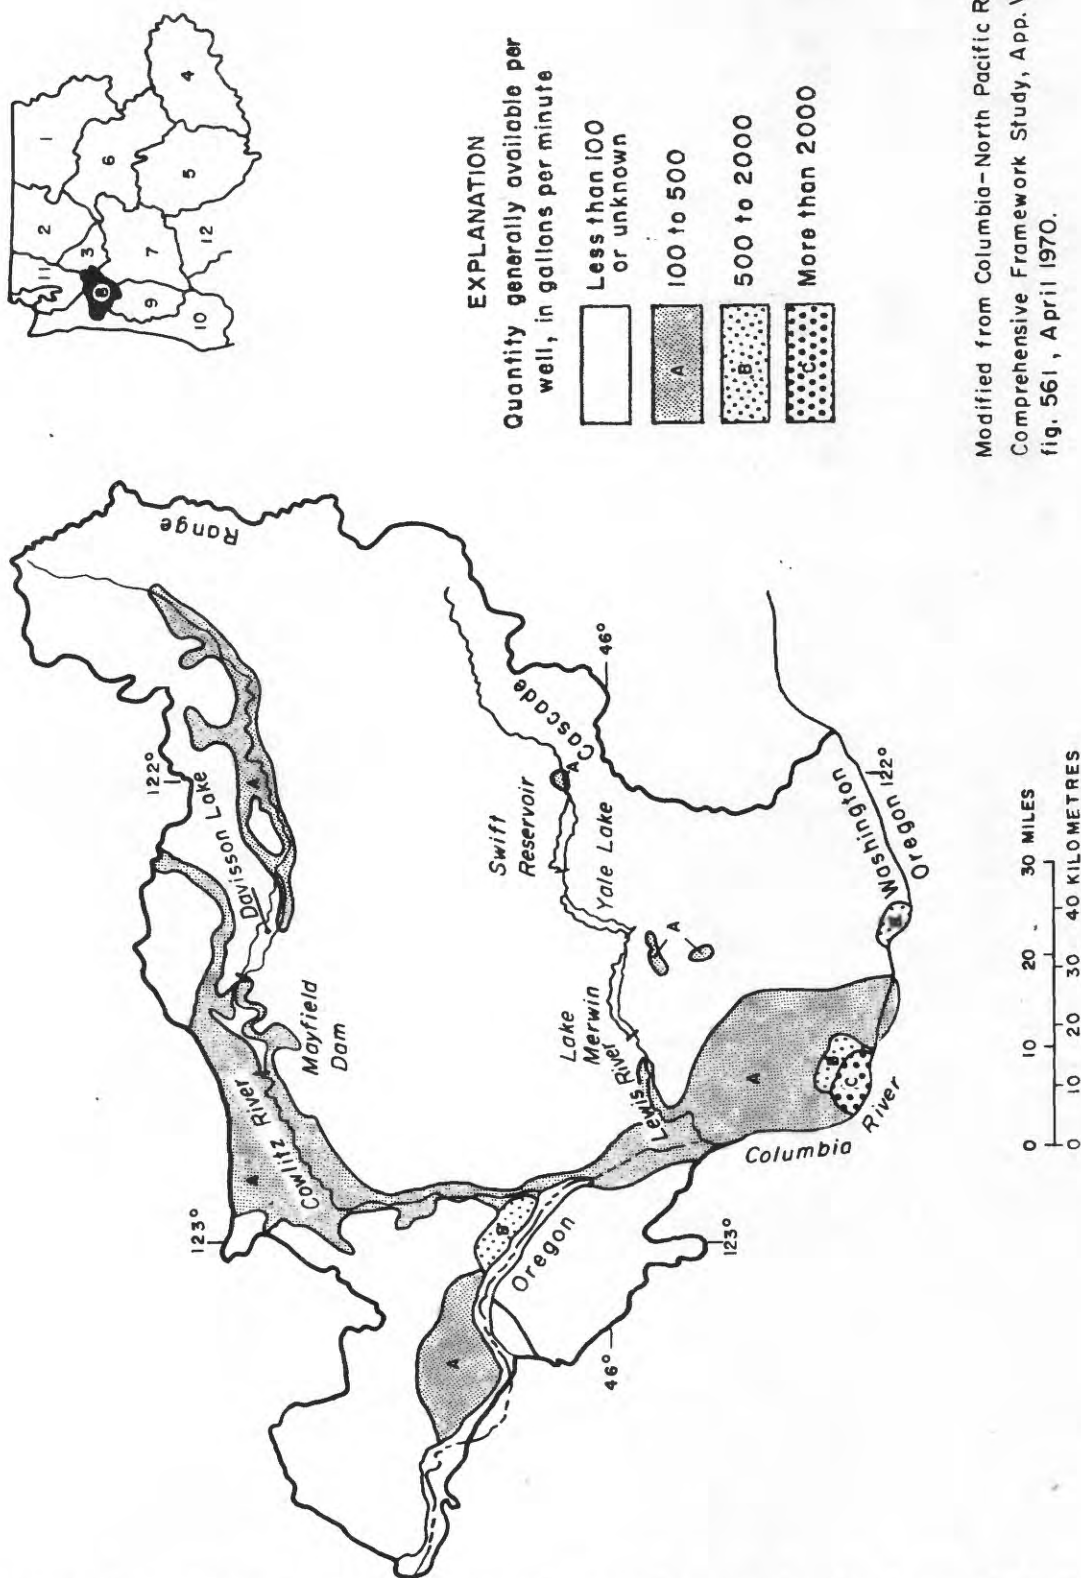 1
2
3
4
5
6
7
8
9
10
11
12
EXPLANATION
Quantity generally available per
well, in gallons per minute
Less than 100
or unknown
A
100 to 500
B
500 to 2000
C
More than 2000
Modified from Columbia-North Pacific
Comprehensive Framework Study, App.
fig. 561, April 1970.
Range
Cascade
122°
Davisson Lake
A
Mayfield
Dam
Cowlitz River
A
123°
Swift
Reservoir
A
Yale Lake
46°
A
Lake
Merwin
Lewis River
A
B
C
Columbia
River
Washington
Oregon
122°
B
Oregon
A
46°
123°
0 10 20 30 MILES
0 10 20 30 40 KILOMETRES